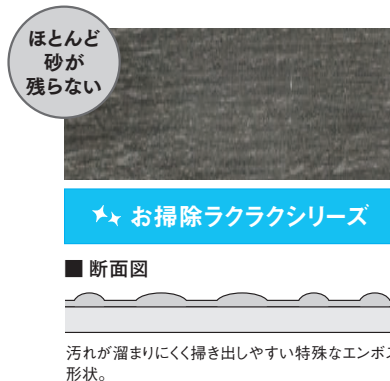 ほとんど
砂が
残らない
お掃除ラクラクシリーズ
■ 断面図
汚れが溜まりにくく掃き出しやすい特殊なエンボス
形状。